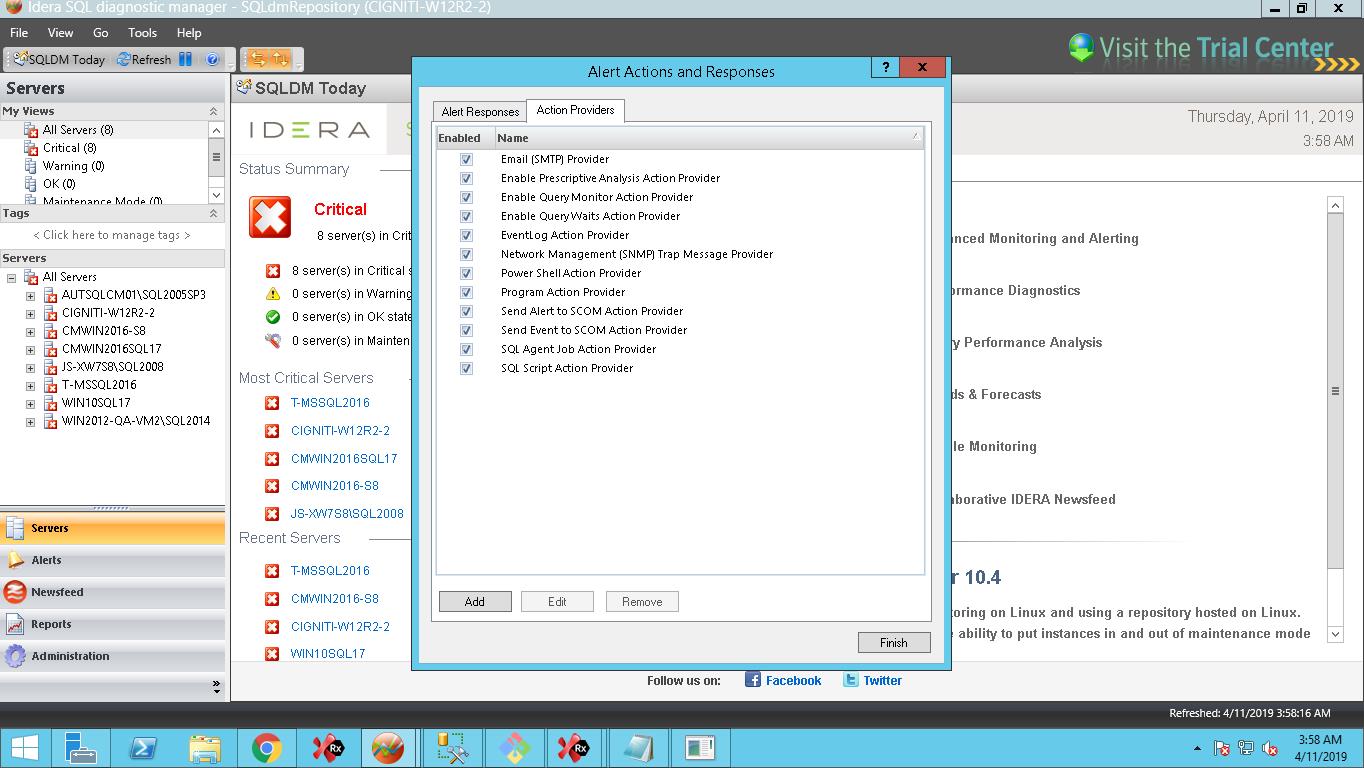 Idera SQL diagnostic manager - SQLdmRepository (CIGNITI-W12R2-2)
File View Go Tools Help
SQLDM Today Refresh
Visit the Trial Center
Servers
My Views
All Servers (8)
Critical (8)
Warning (0)
OK (0)
Maintenance Mode (0)
Tags
< Click here to manage tags >
Servers
All Servers
AUTSQLCM01\SQL2005SP3
CIGNITI-W12R2-2
CMWIN2016-S8
CMWIN2016SQL17
JS-XW7S8\SQL2008
T-MSSQL2016
WIN10SQL17
WIN2012-QA-VM2\SQL2014
Servers
Alerts
Newsfeed
Reports
Administration
SQLDM Today
IDERA
Thursday, April 11, 2019
3:58 AM
Status Summary
Critical
8 server(s) in Crit
8 server(s) in Critical s
0 server(s) in Warning
0 server(s) in OK state
0 server(s) in Mainten
Most Critical Servers
T-MSSQL2016
CIGNITI-W12R2-2
CMWIN2016SQL17
CMWIN2016-S8
JS-XW7S8\SQL2008
Recent Servers
T-MSSQL2016
CMWIN2016-S8
CIGNITI-W12R2-2
WIN10SQL17
Alert Actions and Responses
? X
Alert Responses Action Providers
Enabled Name
Email (SMTP) Provider
Enable Prescriptive Analysis Action Provider
Enable Query Monitor Action Provider
Enable Query Waits Action Provider
EventLog Action Provider
Network Management (SNMP) Trap Message Provider
Power Shell Action Provider
Program Action Provider
Send Alert to SCOM Action Provider
Send Event to SCOM Action Provider
SQL Agent Job Action Provider
SQL Script Action Provider
Add Edit Remove
Finish
nced Monitoring and Alerting
rmance Diagnostics
y Performance Analysis
ds & Forecasts
le Monitoring
aborative IDERA Newsfeed
r 10.4
toring on Linux and using a repository hosted on Linux.
e ability to put instances in and out of maintenance mode
Follow us on: Facebook Twitter
Refreshed: 4/11/2019 3:58:16 AM
3:58 AM
4/11/2019